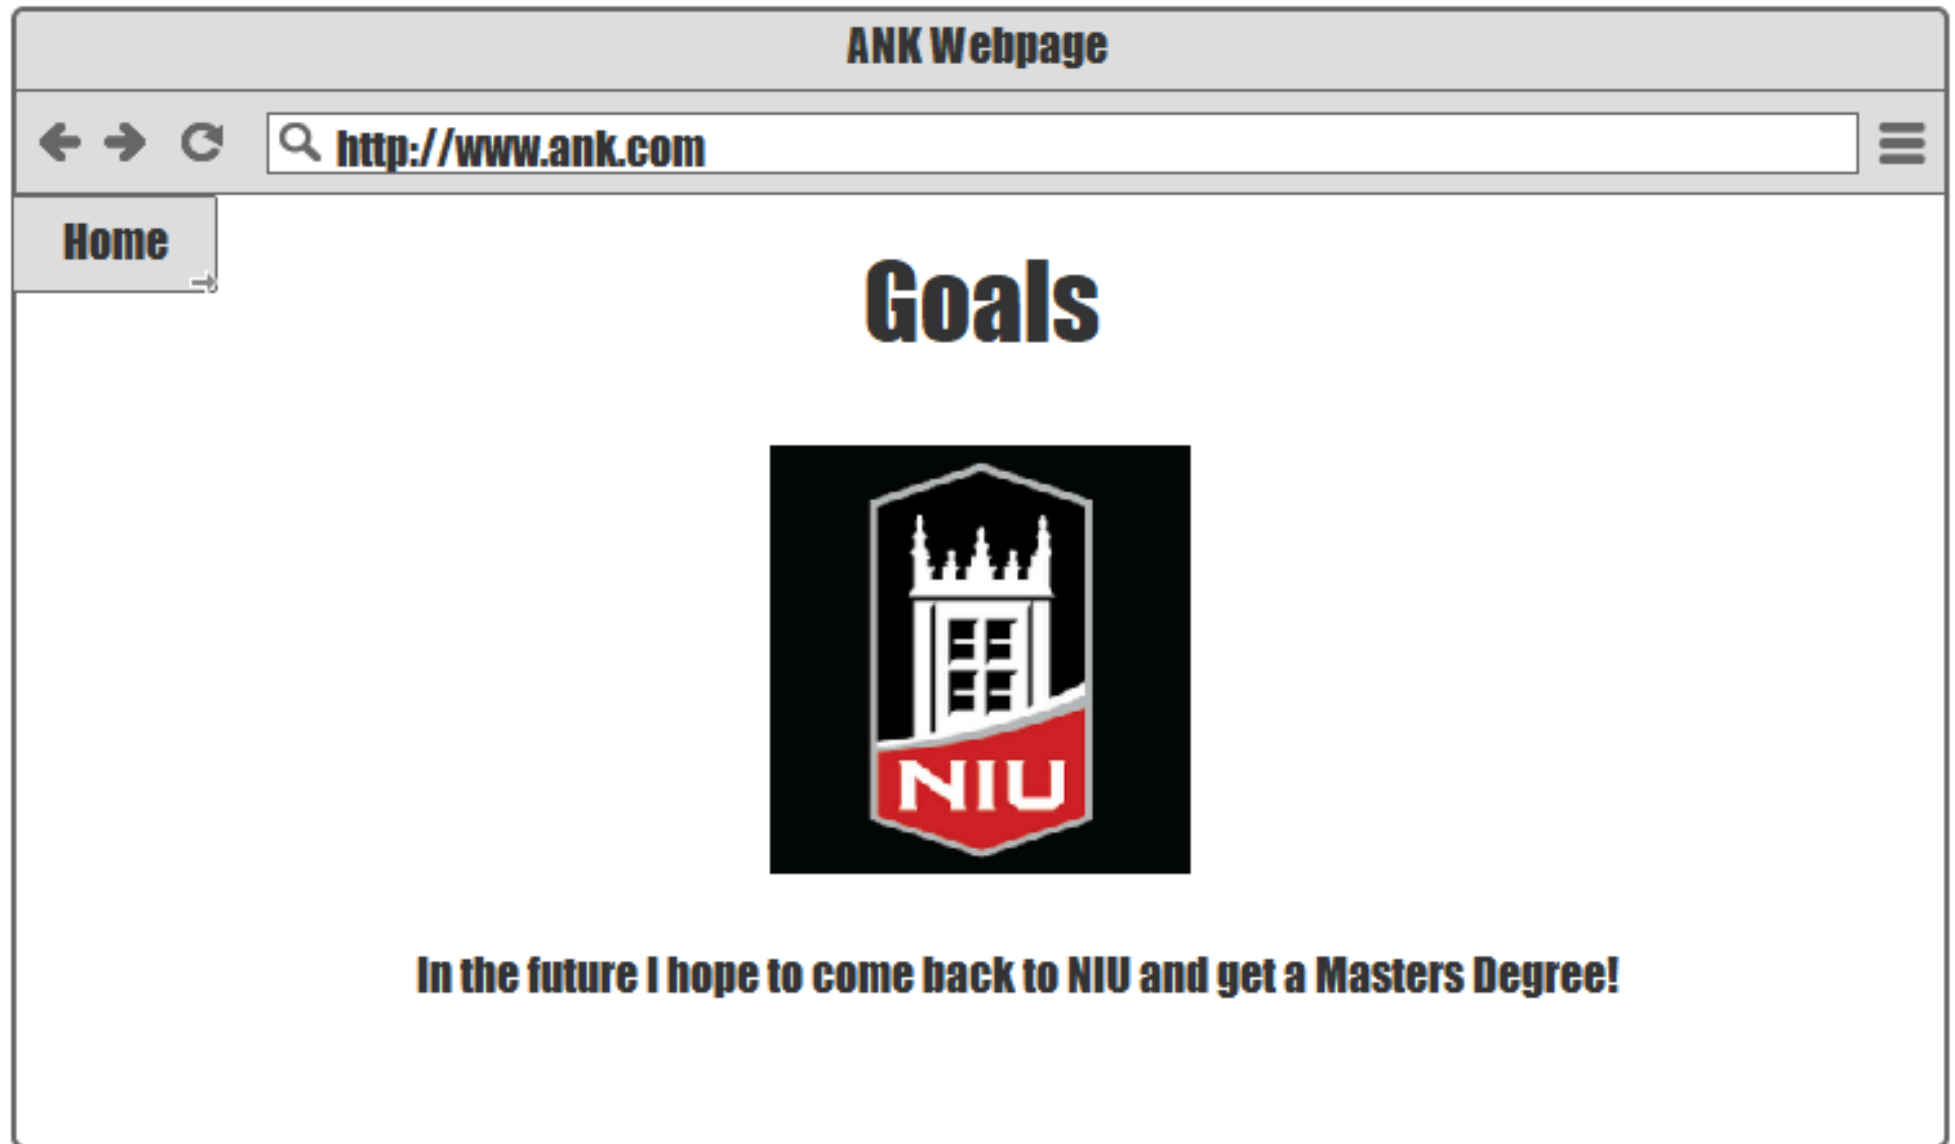 ANK Webpage
http://www.ank.com
Home
Goals
NIU
In the future I hope to come back to NIU and get a Masters Degree!